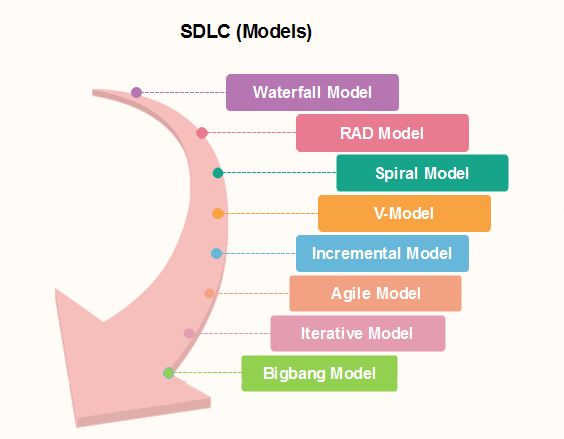 SDLC (Models)
Waterfall Model
RAD Model
Spiral Model
V-Model
Incremental Model
Agile Model
Iterative Model
Bigbang Model